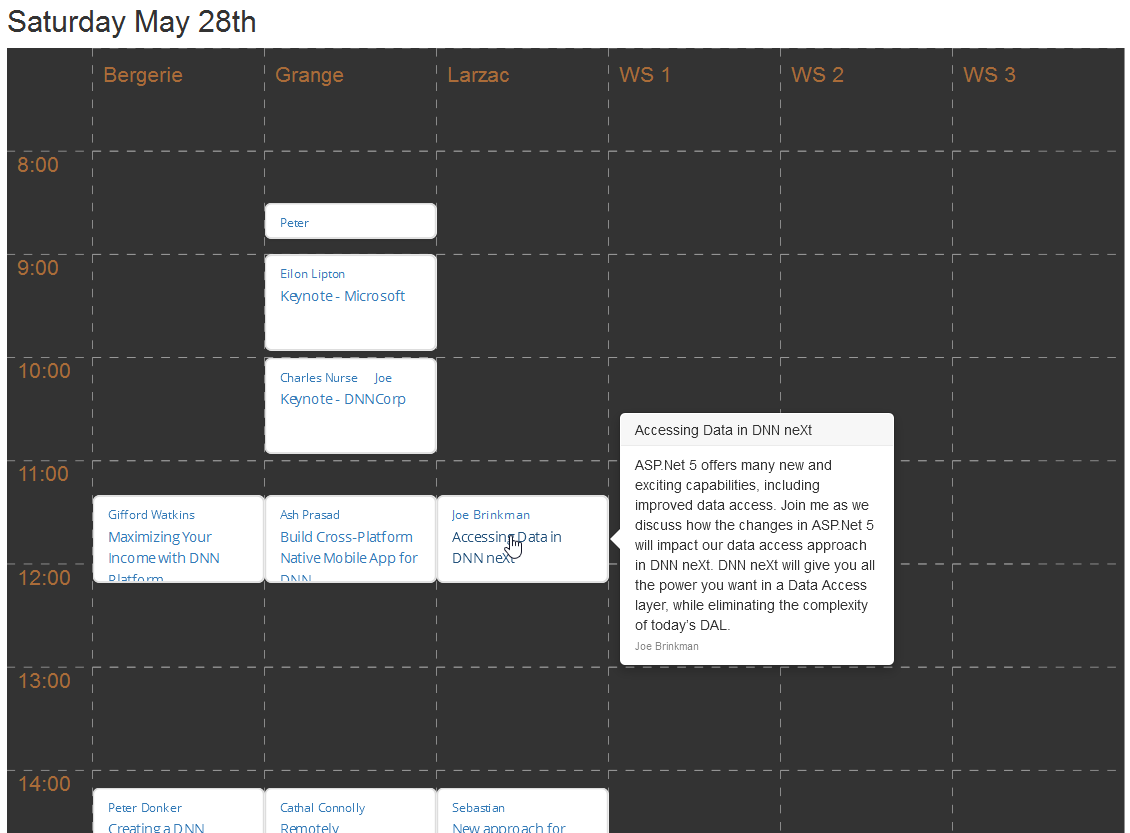 Saturday May 28th
Bergerie Grange Larzac WS 1 WS 2 WS 3
8:00
Peter
9:00
Eilon Lipton
Keynote - Microsoft
10:00
Charles Nurse Joe
Keynote - DNNCorp
11:00
Gifford Watkins
Maximizing Your
Income with DNN
Platform
Ash Prasad
Build Cross-Platform
Native Mobile App for
DNN
Joe Brinkman
Accessing Data in
DNN neXt
Accessing Data in DNN neXt
ASP.Net 5 offers many new and
exciting capabilities, including
improved data access. Join me as we
discuss how the changes in ASP.Net 5
will impact our data access approach
in DNN neXt. DNN neXt will give you all
the power you want in a Data Access
layer, while eliminating the complexity
of today's DAL.
Joe Brinkman
12:00
13:00
14:00
Peter Donker
Creating a DNN
Cathal Connolly
Remotely
Sebastian
New approach for